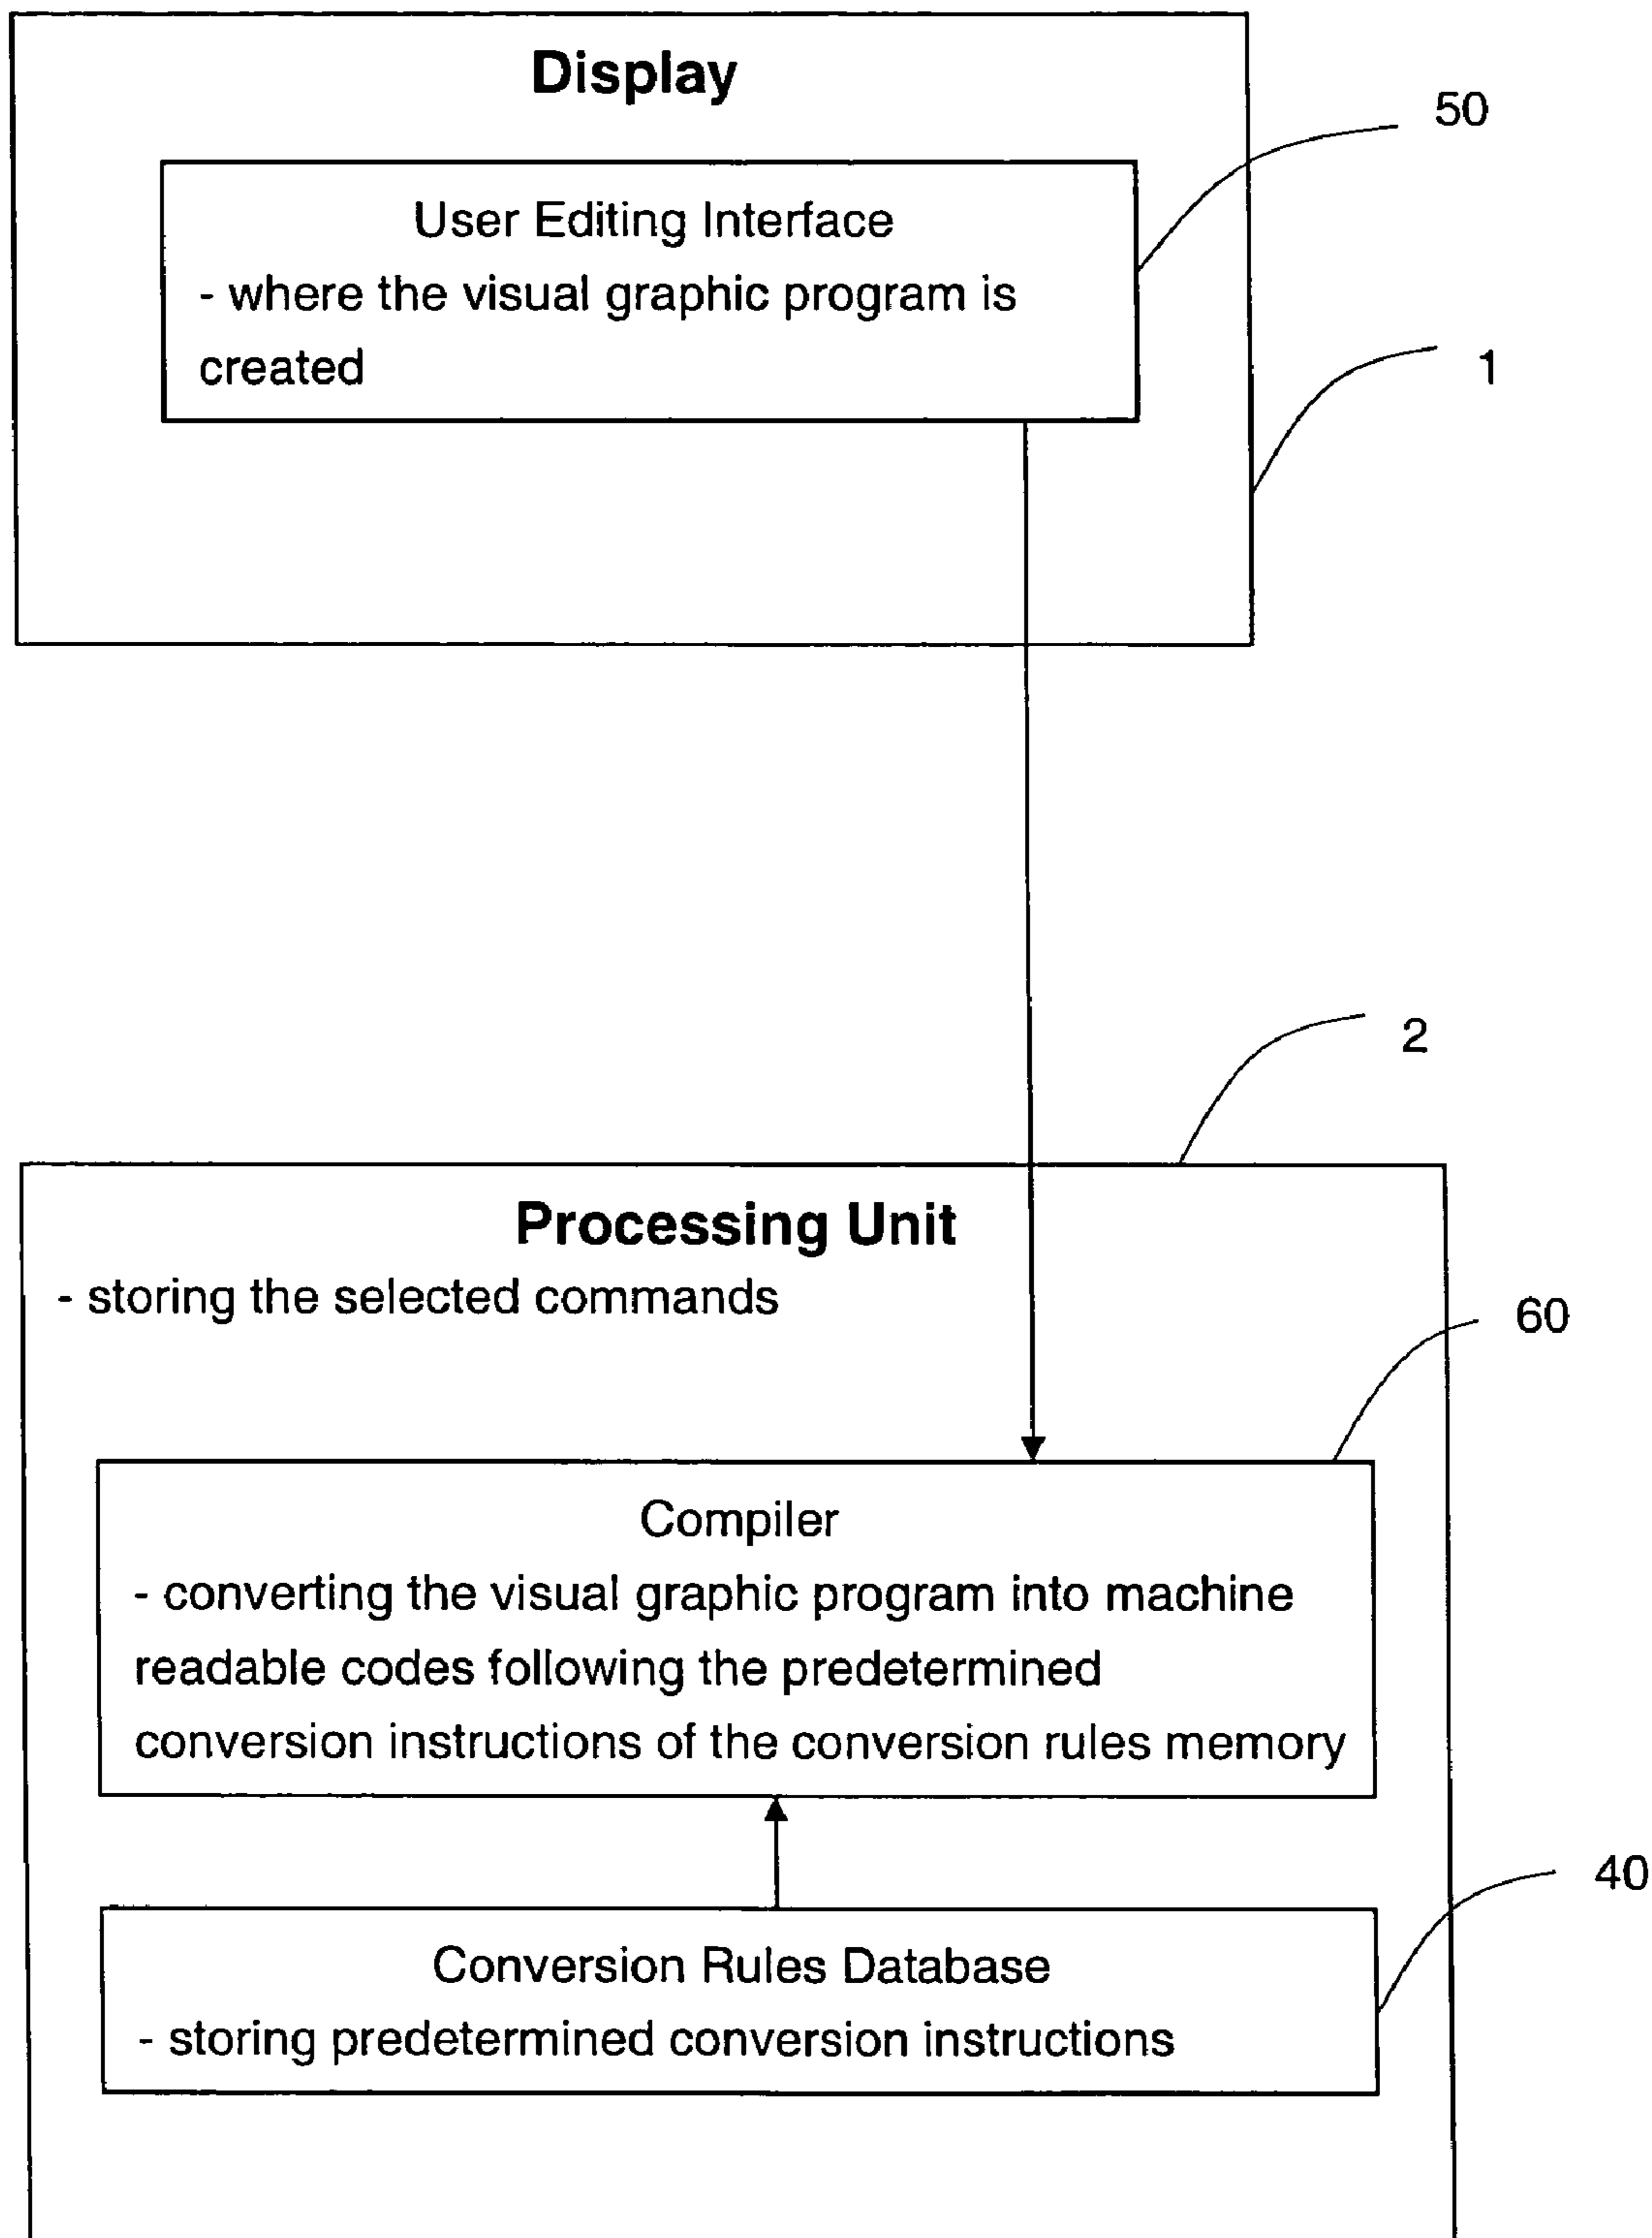 Display
50
User Editing Interface
- where the visual graphic program is
created
1
2
Processing Unit
- storing the selected commands
60
Compiler
- converting the visual graphic program into machine
readable codes following the predetermined
conversion instructions of the conversion rules memory
40
Conversion Rules Database
- storing predetermined conversion instructions